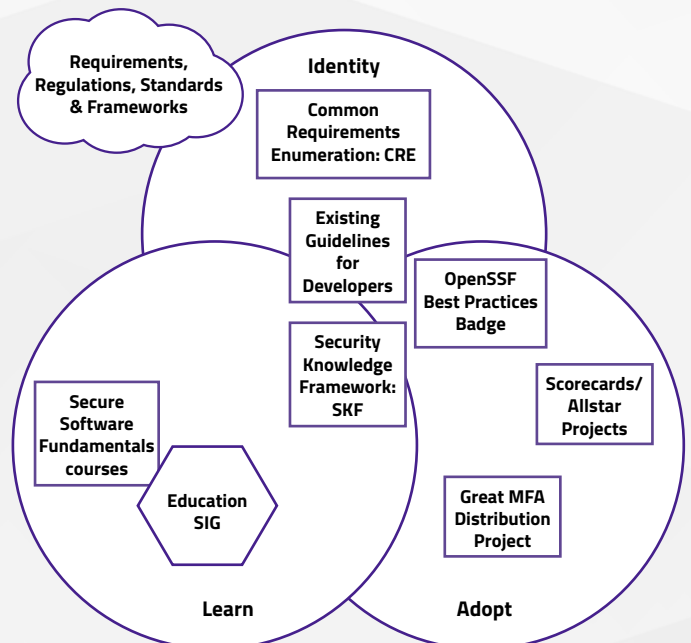 Requirements,
Regulations, Standards
& Frameworks
Identity
Common
Requirements
Enumeration: CRE
Existing
Guidelines
for
Developers
OpenSSF
Best Practices
Badge
Security
Knowledge
Framework:
SKF
Scorecards/
Allstar
Projects
Secure
Software
Fundamentals
courses
Education
SIG
Great MFA
Distribution
Project
Learn
Adopt